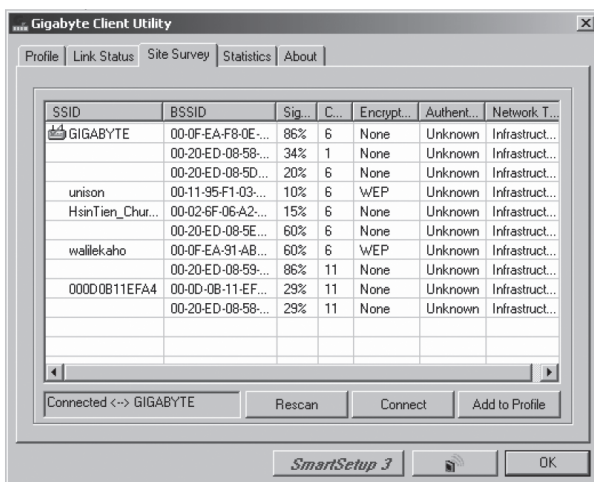 Gigabyte Client Utility
Profile Link Status Site Survey Statistics About
SSID BSSID Sig... C... Encrypt... Authent... Network T...
GIGABYTE 00-0F-EA-F8-0E-... 86% 6 None Unknown Infrastruct...
00-20-ED-08-58-... 34% 1 None Unknown Infrastruct...
00-20-ED-08-5D... 20% 6 None Unknown Infrastruct...
unison 00-11-95-F1-03-... 10% 6 WEP Unknown Infrastruct...
HsinTien_Chur... 00-02-6F-06-A2-... 15% 6 None Unknown Infrastruct...
00-20-ED-08-5E... 60% 6 None Unknown Infrastruct...
walilekaho 00-0F-EA-91-AB... 60% 6 WEP Unknown Infrastruct...
00-20-ED-08-59-... 86% 11 None Unknown Infrastruct...
000D0B11EFA4 00-0D-0B-11-EF... 29% 11 None Unknown Infrastruct...
00-20-ED-08-58-... 29% 11 None Unknown Infrastruct...
Connected <--> GIGABYTE Rescan Connect Add to Profile
SmartSetup 3 OK